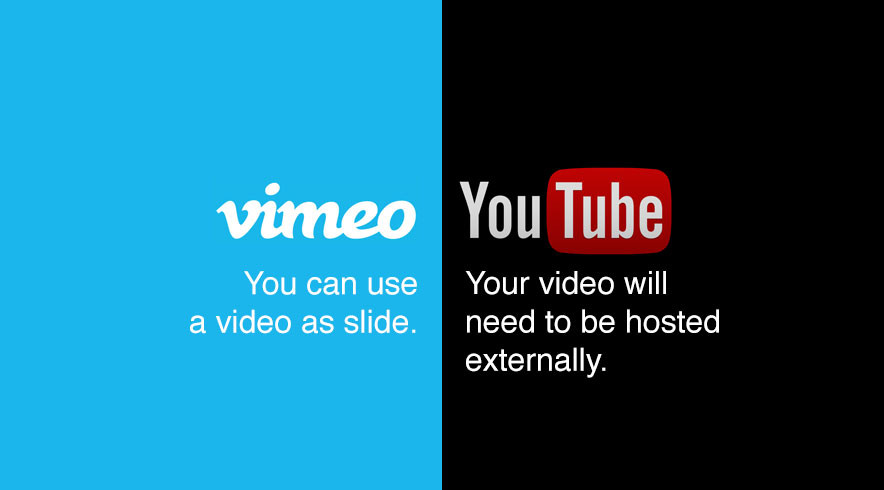 vimeo
You can use
a video as slide.
YouTube
Your video will
need to be hosted
externally.